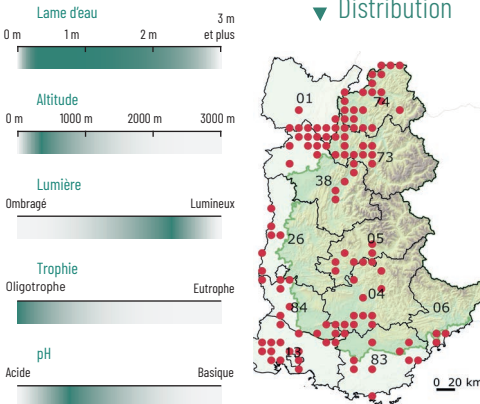 Lame d'eau
0 m 1 m 2 m 3 m et plus
Altitude
0 m 1000 m 2000 m 3000 m
Lumière
Ombragé Lumineux
Trophie
Oligotrophe Eutrophe
pH
Acide Basique
▼ Distribution
01
74
73
38
26
05
04
84
06
13
83
0 20 km